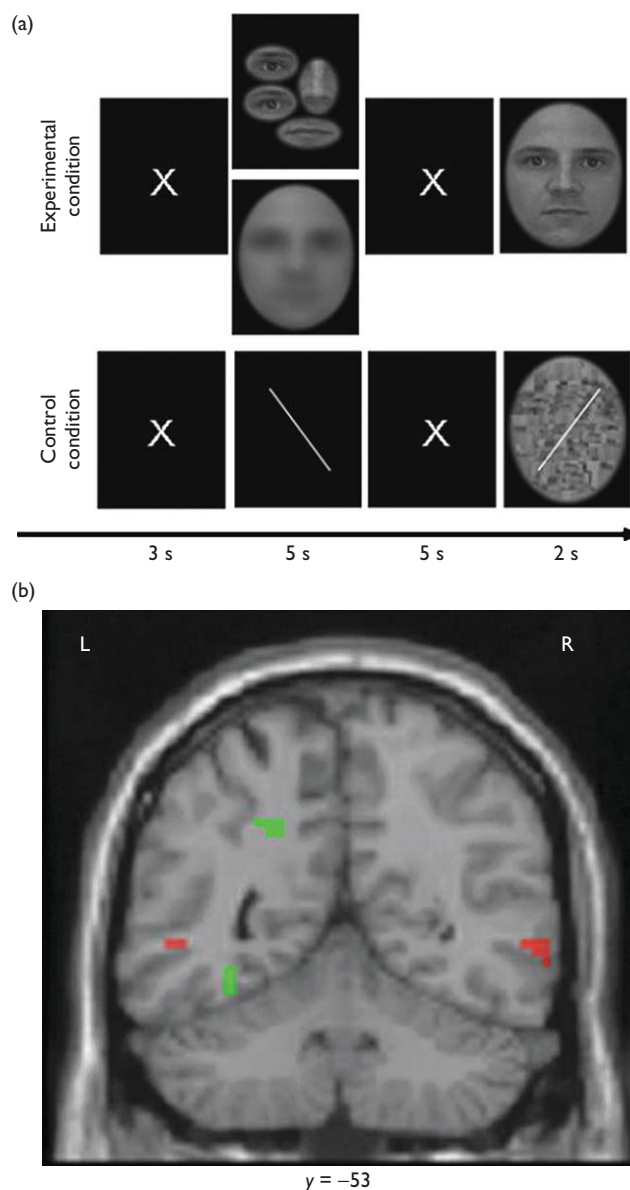 (a)
Experimental
condition
X
X
Control
condition
X
X
3 s
5 s
5 s
2 s
(b)
L
R
y = −53